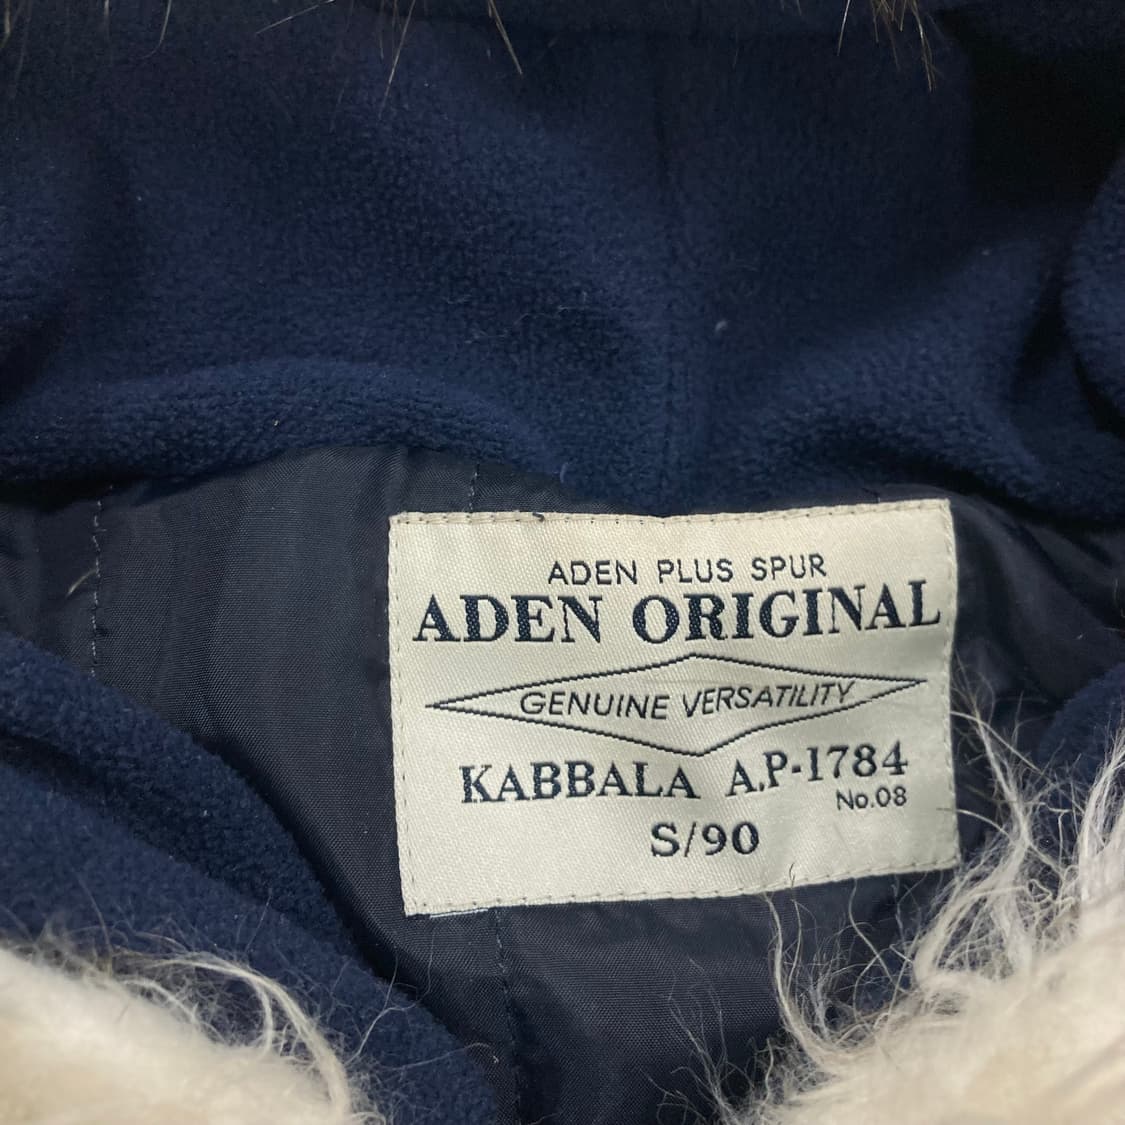 ADEN PLUS SPUR
ADEN ORIGINAL
GENUINE VERSATILITY
KABBALA A.P-1784
No.08
S/90